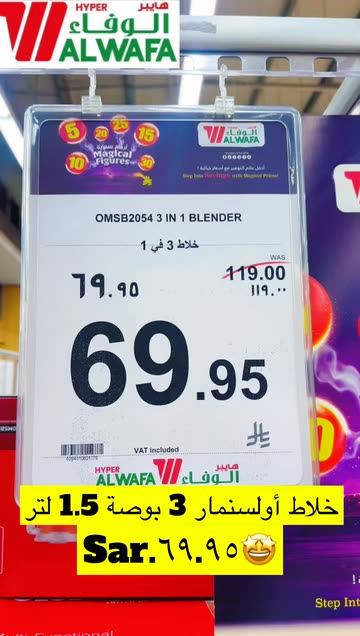 HYPER هايبر
الوفاء
ALWAFA
5 20 25 15
10 30
أرقام سحرية
Magical
Figures
الوفاء
ALWAFA
Step Into Savings with Magical Prices!
OMSB2054 3 IN 1 BLENDER
خلاط 3 في 1
WAS
٦٩.٩٥ 119.00
١١٩.٠٠
69.95
VAT included
HYPER هايبر
ALWAFA الوفاء
خلاط أولسنمار 3 بوصة 1.5 لتر
Sar.٦٩.٩٥🤩
Step Int